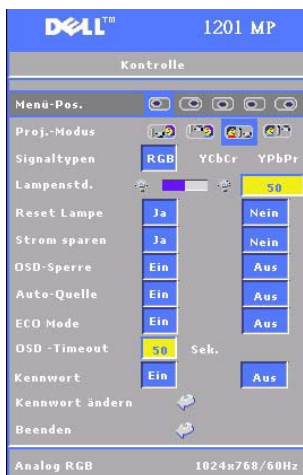 DELL™ 1201 MP
Kontrolle
Menü-Pos.
Proj.-Modus
Signaltypen RGB YCbCr YPbPr
Lampenstd. 50
Reset Lampe Ja Nein
Strom sparen Ja Nein
OSD-Sperre Ein Aus
Auto-Quelle Ein Aus
ECO Mode Ein Aus
OSD -Timeout 50 Sek.
Kennwort Ein Aus
Kennwort ändern
Beenden
Analog RGB 1024x768/60Hz